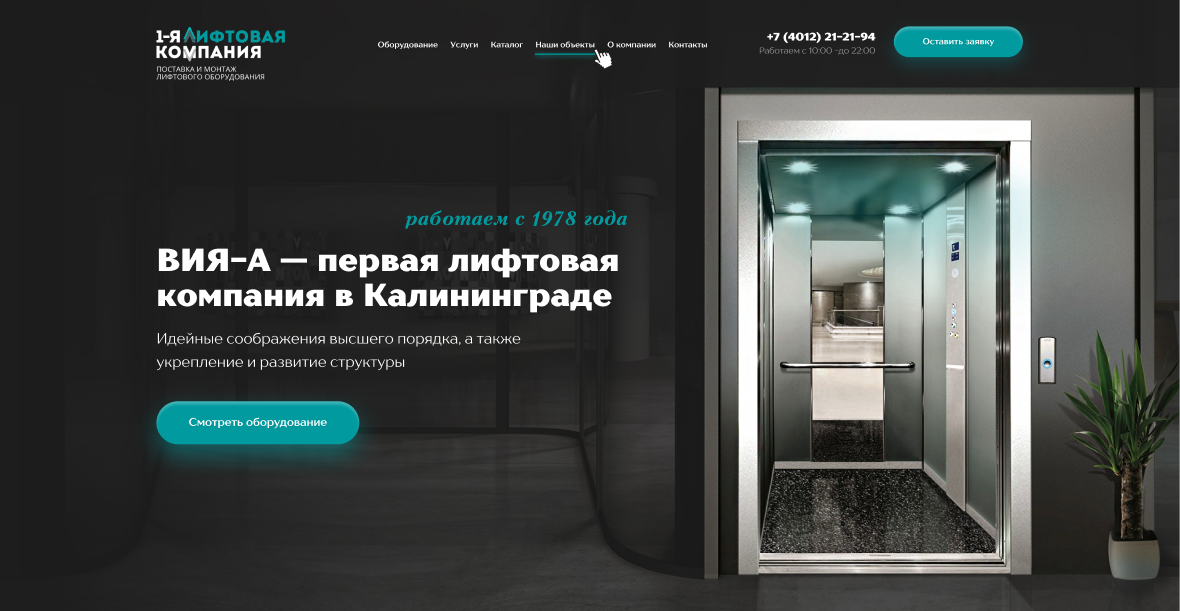 1-Я ЛИФТОВАЯ
КОМПАНИЯ
ПОСТАВКА И МОНТАЖ
ЛИФТОВОГО ОБОРУДОВАНИЯ
Оборудование Услуги Каталог Наши объекты О компании Контакты
+7 (4012) 21-21-94
Работаем с 10:00 -до 22:00
Оставить заявку
работаем с 1978 года
ВИЯ-А — первая лифтовая
компания в Калининграде
Идейные соображения высшего порядка, а также
укрепление и развитие структуры
Смотреть оборудование